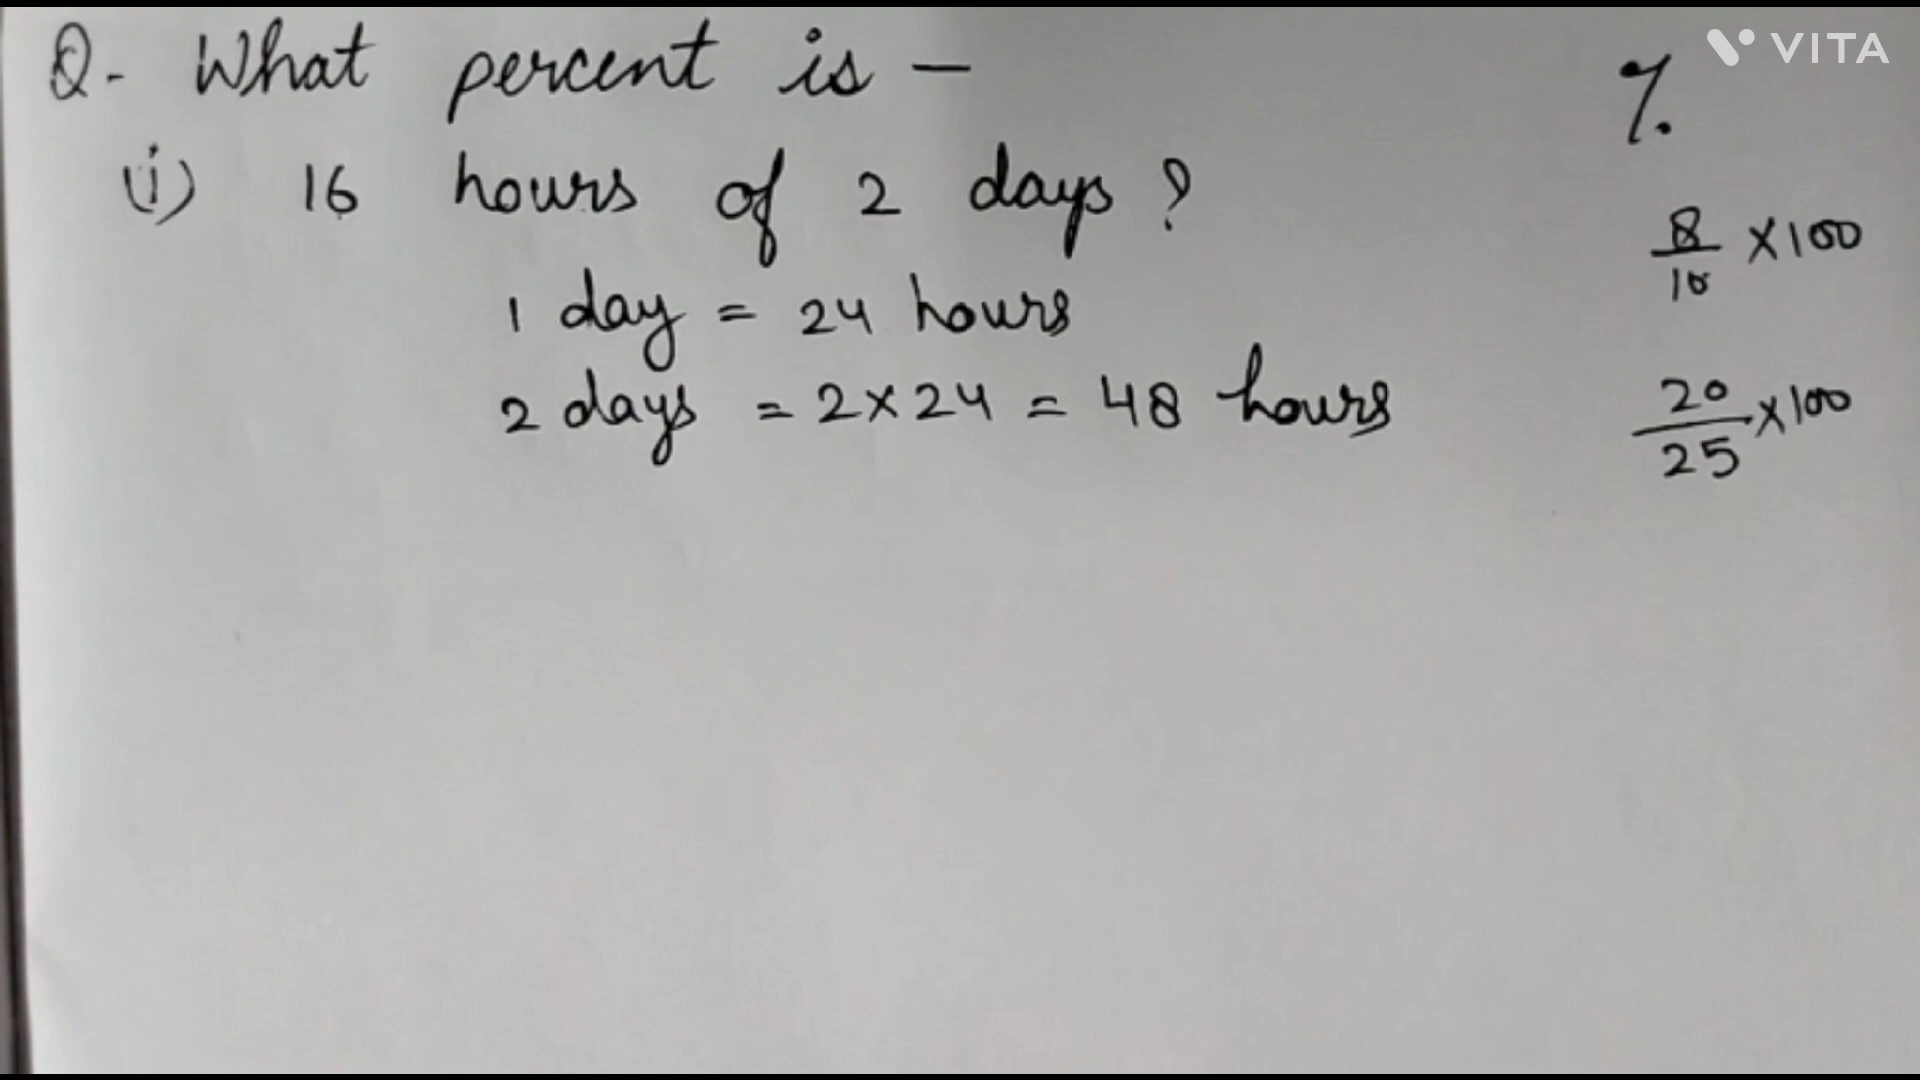 Q- What percent is -
(i) 16 hours of 2 days ?
1 day = 24 hours
2 days = 2×24 = 48 hours
%
8/10 ×100
20/25 ×100
VITA